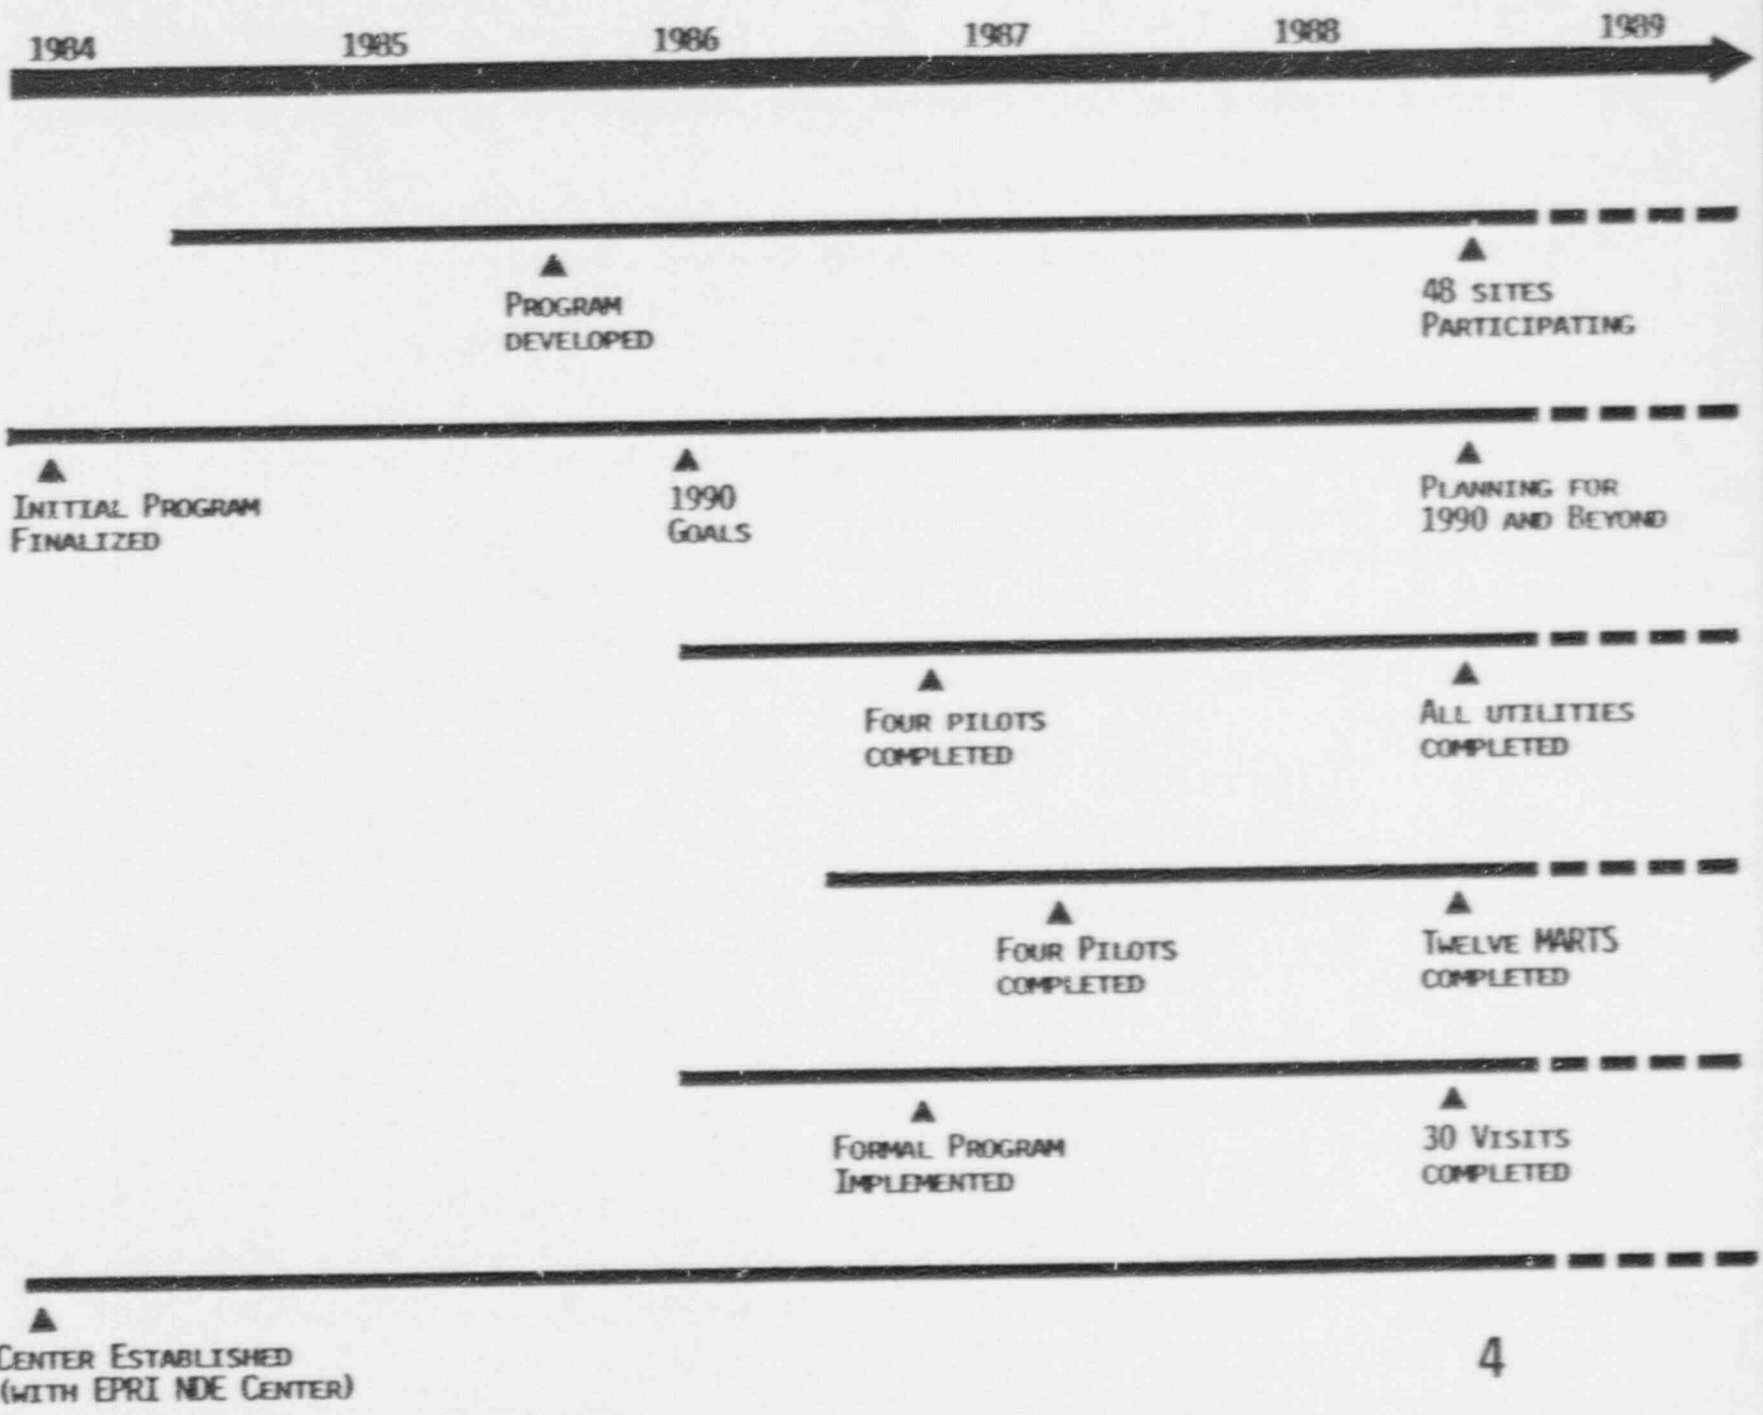 1984 1985 1986 1987 1988 1989
PROGRAM
DEVELOPED
48 SITES
PARTICIPATING
INITIAL PROGRAM
FINALIZED
1990
GOALS
PLANNING FOR
1990 AND BEYOND
FOUR PILOTS
COMPLETED
ALL UTILITIES
COMPLETED
FOUR PILOTS
COMPLETED
TWELVE MARTS
COMPLETED
FORMAL PROGRAM
IMPLEMENTED
30 VISITS
COMPLETED
CENTER ESTABLISHED
(WITH EPRI NDE CENTER)
4